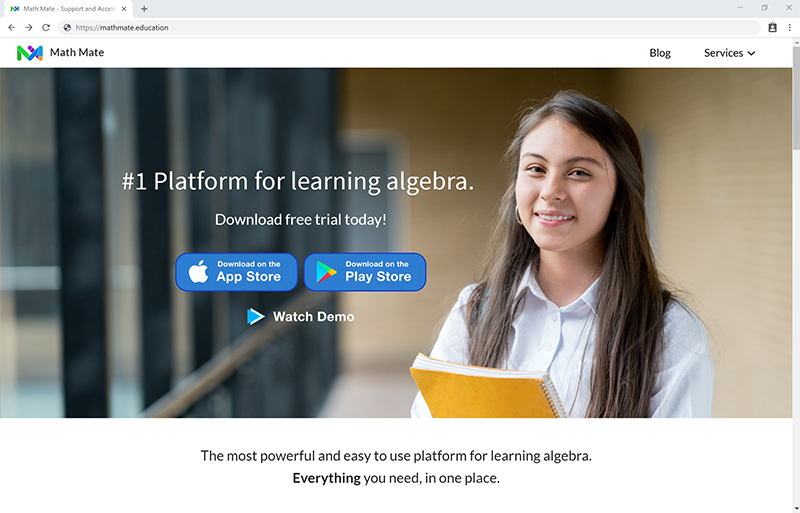 Math Mate - Support and Accele
https://mathmate.education
Math Mate
Blog
Services
#1 Platform for learning algebra.
Download free trial today!
Download on the
App Store
Download on the
Play Store
Watch Demo
The most powerful and easy to use platform for learning algebra.
Everything you need, in one place.